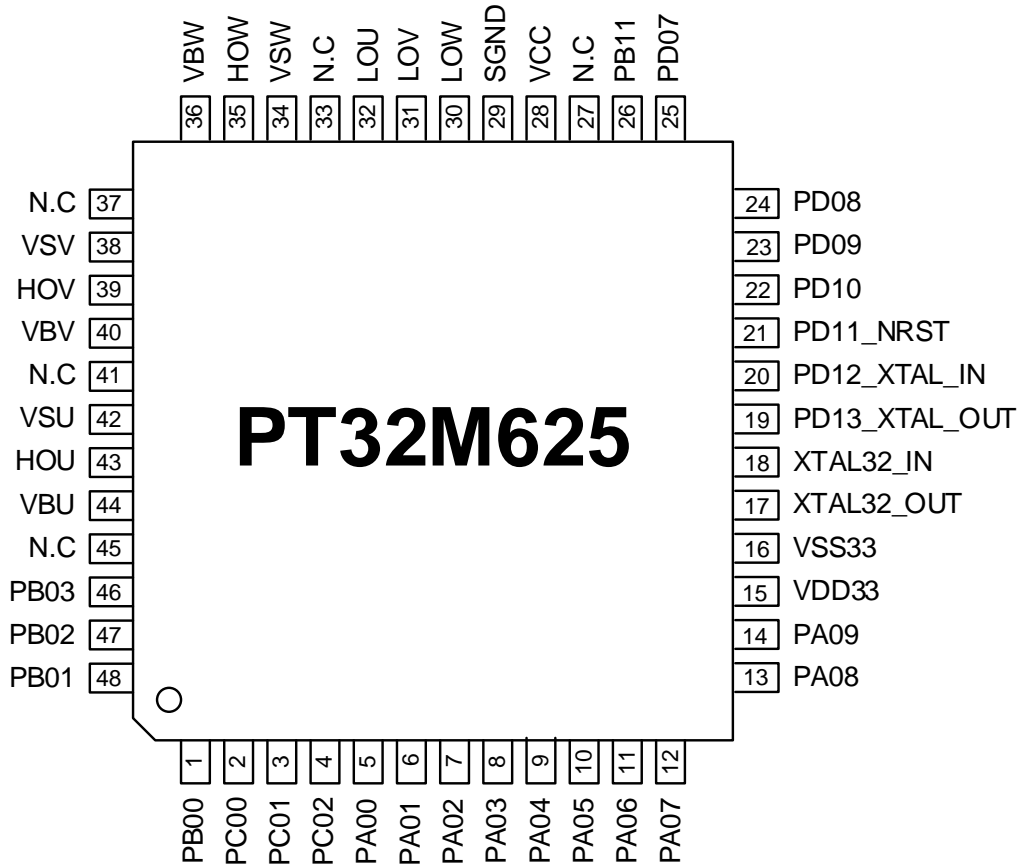 VBW HOW VSW N.C LOU LOV LOW SGND VCC N.C PB11 PD07
36 35 34 33 32 31 30 29 28 27 26 25
N.C 37
VSV 38
HOV 39
VBV 40
N.C 41
VSU 42
HOU 43
VBU 44
N.C 45
PB03 46
PB02 47
PB01 48
PT32M625
24 PD08
23 PD09
22 PD10
21 PD11_NRST
20 PD12_XTAL_IN
19 PD13_XTAL_OUT
18 XTAL32_IN
17 XTAL32_OUT
16 VSS33
15 VDD33
14 PA09
13 PA08
1 2 3 4 5 6 7 8 9 10 11 12
PB00 PC00 PC01 PC02 PA00 PA01 PA02 PA03 PA04 PA05 PA06 PA07